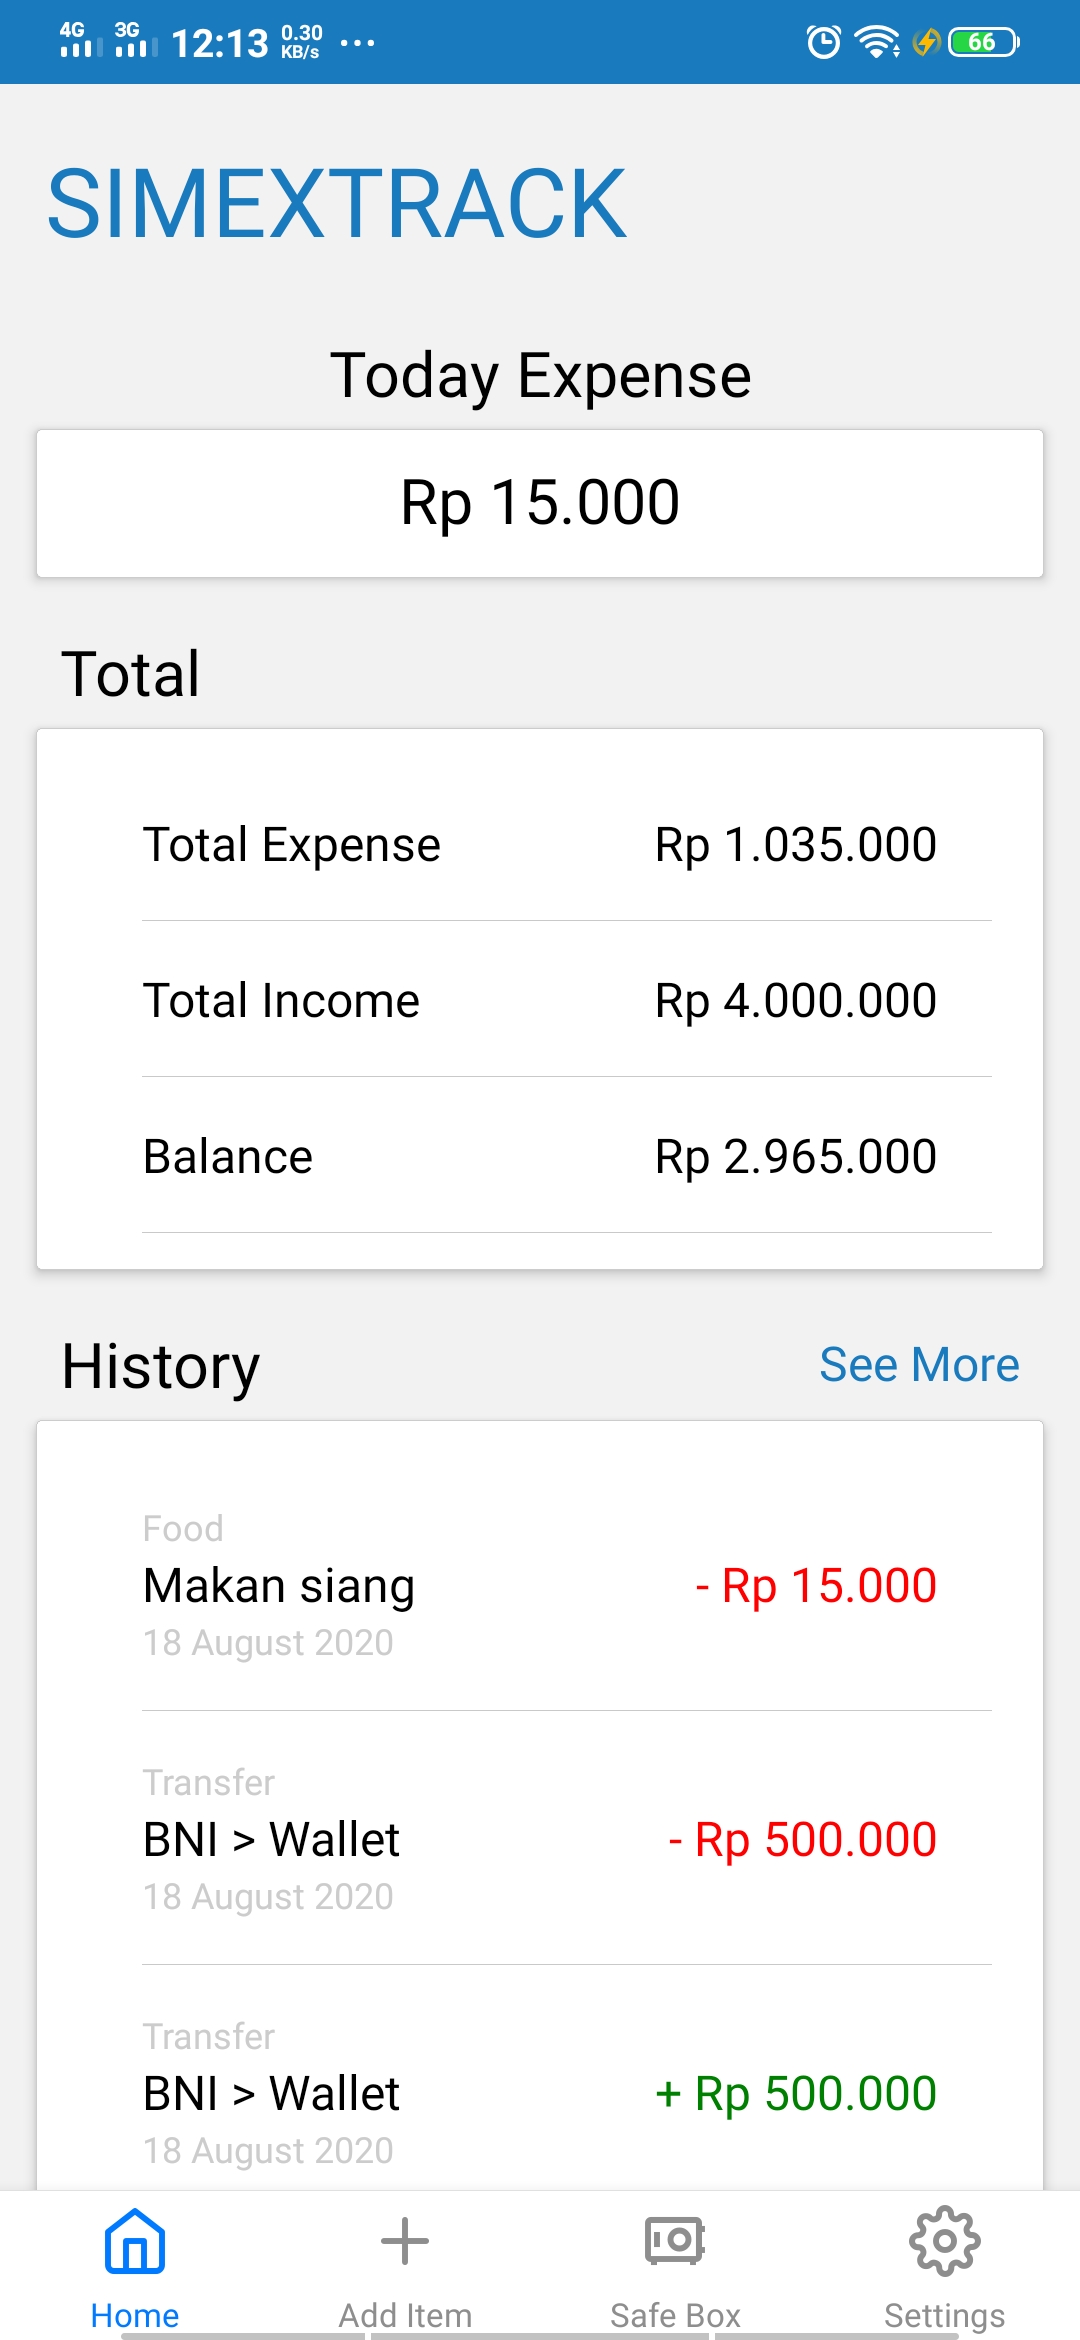 4G 3G 12:13 0.30 KB/s ... 66
SIMEXTRACK
Today Expense
Rp 15.000
Total
Total Expense Rp 1.035.000
Total Income Rp 4.000.000
Balance Rp 2.965.000
History See More
Food
Makan siang - Rp 15.000
18 August 2020
Transfer
BNI > Wallet - Rp 500.000
18 August 2020
Transfer
BNI > Wallet + Rp 500.000
18 August 2020
Home Add Item Safe Box Settings